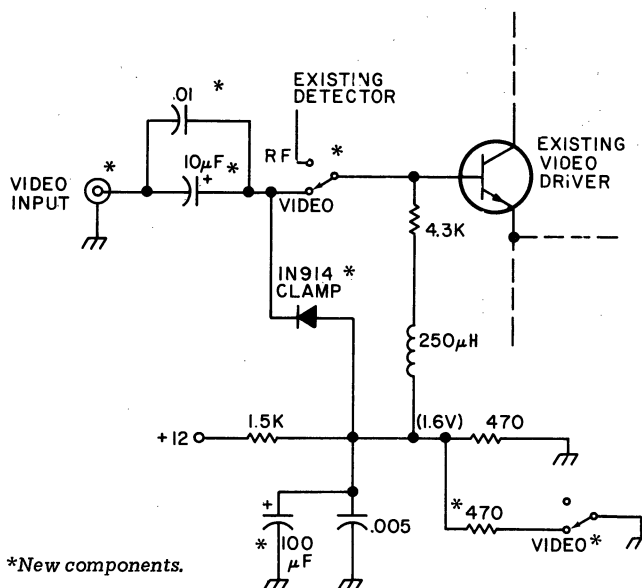 .01 *
EXISTING
DETECTOR
RF
*
10µF *
+
*
VIDEO
INPUT
VIDEO
EXISTING
VIDEO
DRIVER
4.3K
IN914 *
CLAMP
250µH
+12
1.5K
(1.6V)
470
+
*
100
µF
.005
*
470
VIDEO*
*New components.